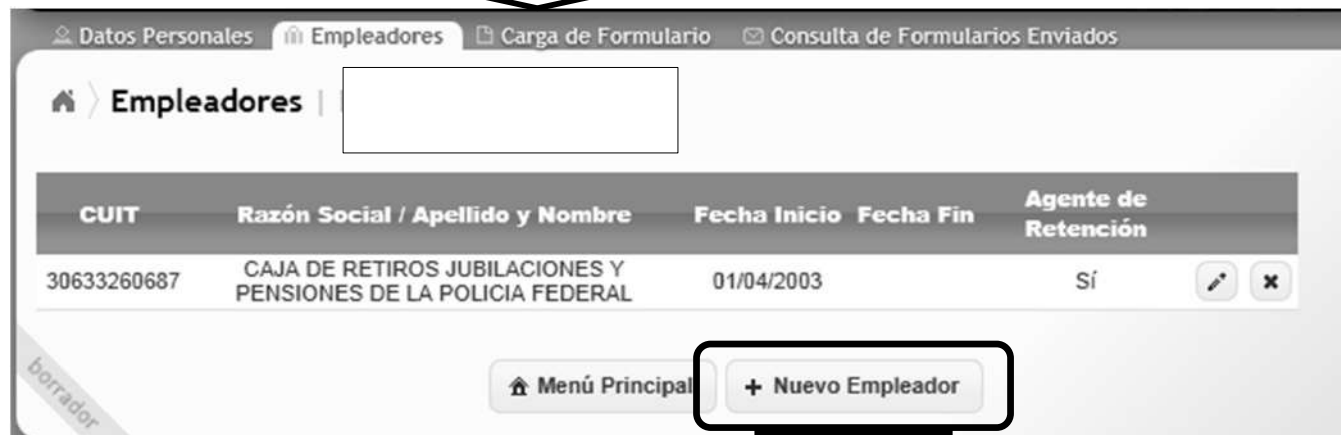 Datos Personales Empleadores Carga de Formulario Consulta de Formularios Enviados
Empleadores |
CUIT Razón Social / Apellido y Nombre Fecha Inicio Fecha Fin Agente de Retención
30633260687 CAJA DE RETIROS JUBILACIONES Y PENSIONES DE LA POLICIA FEDERAL 01/04/2003 Sí
Menú Principal + Nuevo Empleador
borrador